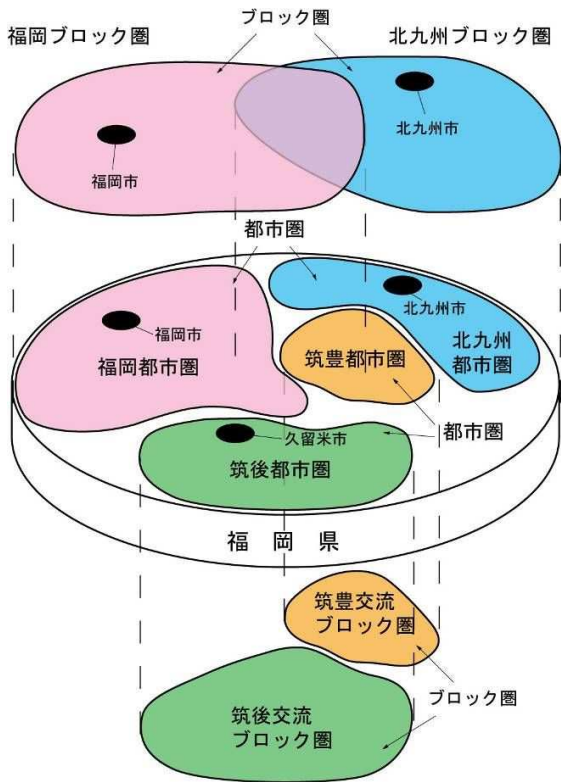 福岡ブロック圏
ブロック圏
北九州ブロック圏
福岡市
北九州市
都市圏
福岡市
北九州市
福岡都市圏
筑豊都市圏
北九州
都市圏
久留米市
都市圏
筑後都市圏
福岡県
筑豊交流
ブロック圏
ブロック圏
筑後交流
ブロック圏